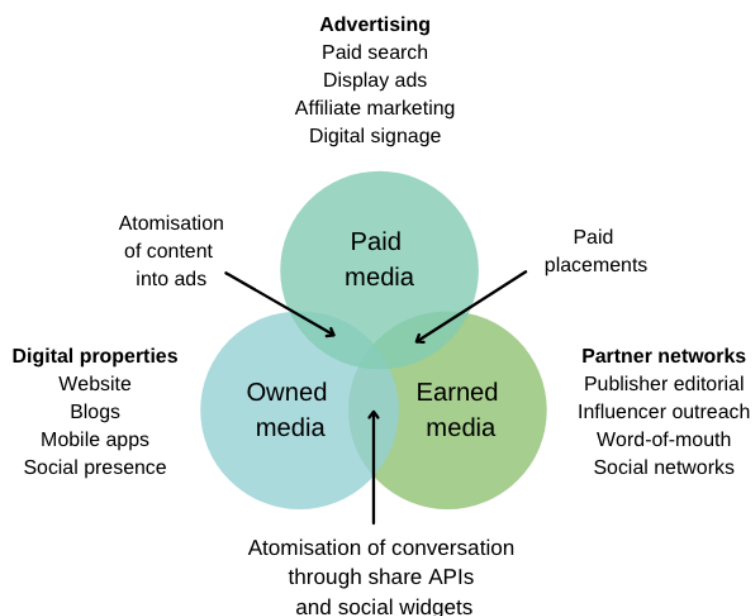 Advertising
Paid search
Display ads
Affiliate marketing
Digital signage
Atomisation
of content
into ads
Paid
media
Paid
placements
Digital properties
Website
Blogs
Mobile apps
Social presence
Owned
media
Earned
media
Partner networks
Publisher editorial
Influencer outreach
Word-of-mouth
Social networks
Atomisation of conversation
through share APIs
and social widgets